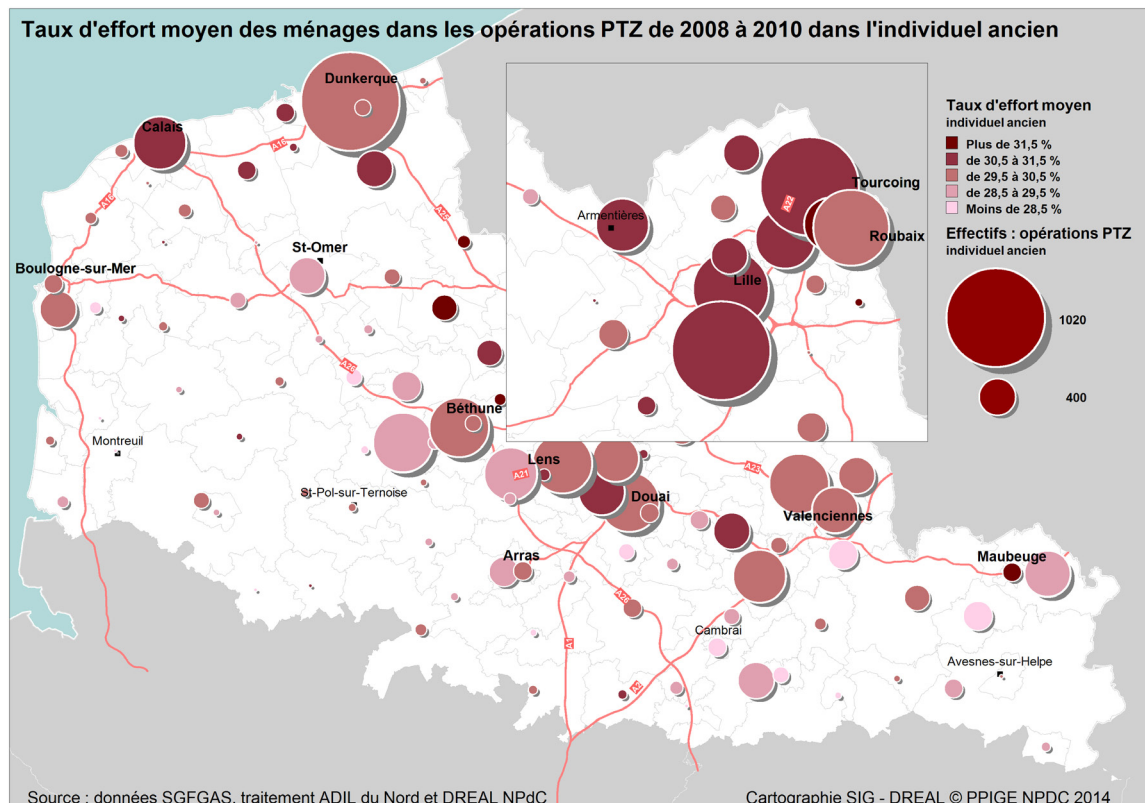 Taux d'effort moyen des ménages dans les opérations PTZ de 2008 à 2010 dans l'individuel ancien
Dunkerque
Calais
A16
A16
A25
St-Omer
Boulogne-sur-Mer
A26
Béthune
Montreuil
St-Pol-sur-Ternoise
Lens
A21
Douai
A23
Valenciennes
Arras
Maubeuge
A26
Cambrai
A1
A2
Avesnes-sur-Helpe
Armentières
A22
Tourcoing
Roubaix
Lille
Taux d'effort moyen
individuel ancien
Plus de 31,5 %
de 30,5 à 31,5 %
de 29,5 à 30,5 %
de 28,5 à 29,5 %
Moins de 28,5 %
Effectifs : opérations PTZ
individuel ancien
1020
400
Source : données SGFGAS, traitement ADIL du Nord et DREAL NPdC
Cartographie SIG - DREAL © PPIGE NPDC 2014